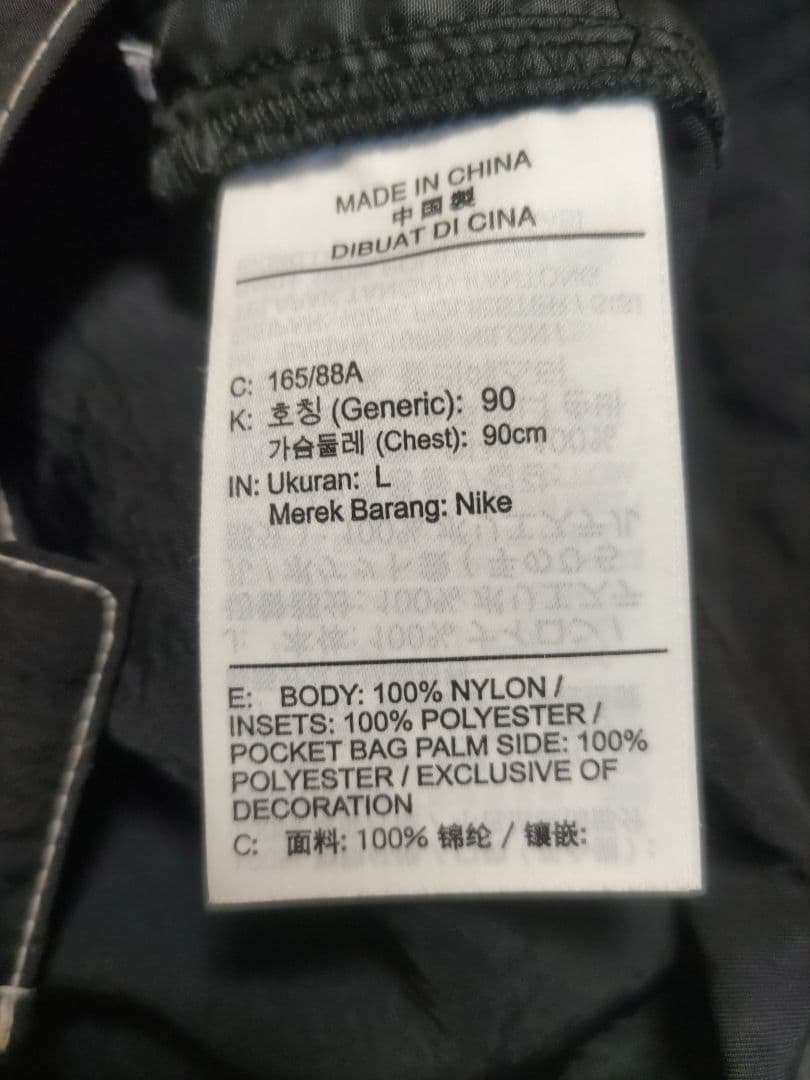 MADE IN CHINA
中国製
DIBUAT DI CINA
C: 165/88A
K: 호칭 (Generic): 90
가슴둘레 (Chest): 90cm
IN: Ukuran: L
Merek Barang: Nike
E: BODY: 100% NYLON /
INSETS: 100% POLYESTER /
POCKET BAG PALM SIDE: 100%
POLYESTER / EXCLUSIVE OF
DECORATION
C: 面料: 100% 锦纶 / 镶嵌: